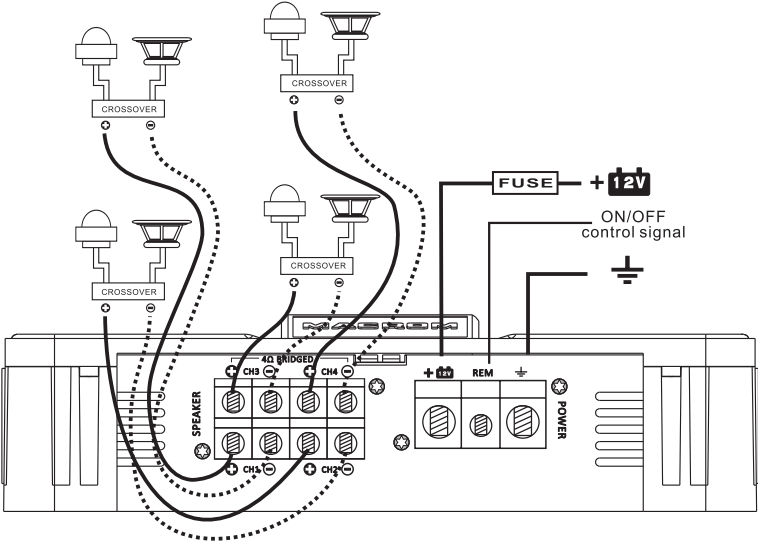 CROSSOVER
+ −
CROSSOVER
+ −
CROSSOVER
+ −
CROSSOVER
+ −
FUSE + 12V
ON/OFF
control signal
4Ω BRIDGED
+ CH3 − + CH4 −
+ 12V REM
SPEAKER
POWER
+ CH1 − + CH2 −